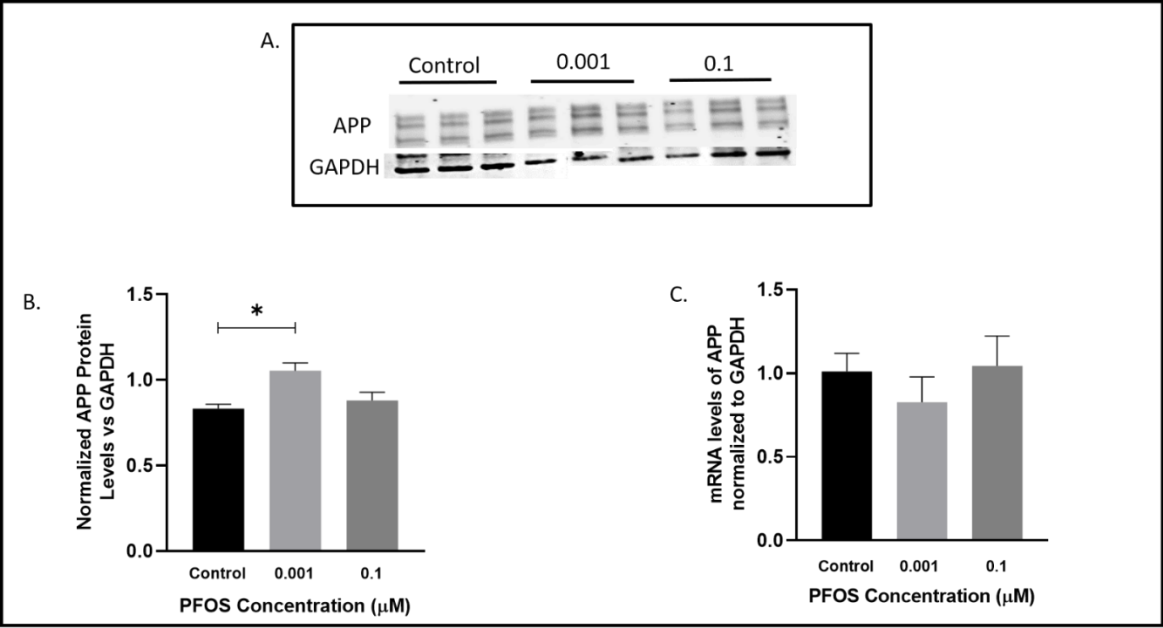 A.
Control 0.001 0.1
APP
GAPDH
B.
Normalized APP Protein
Levels vs GAPDH
1.5
1.0
0.5
0.0
*
Control 0.001 0.1
PFOS Concentration (μM)
C.
mRNA levels of APP
normalized to GAPDH
1.5
1.0
0.5
0.0
Control 0.001 0.1
PFOS Concentration (μM)